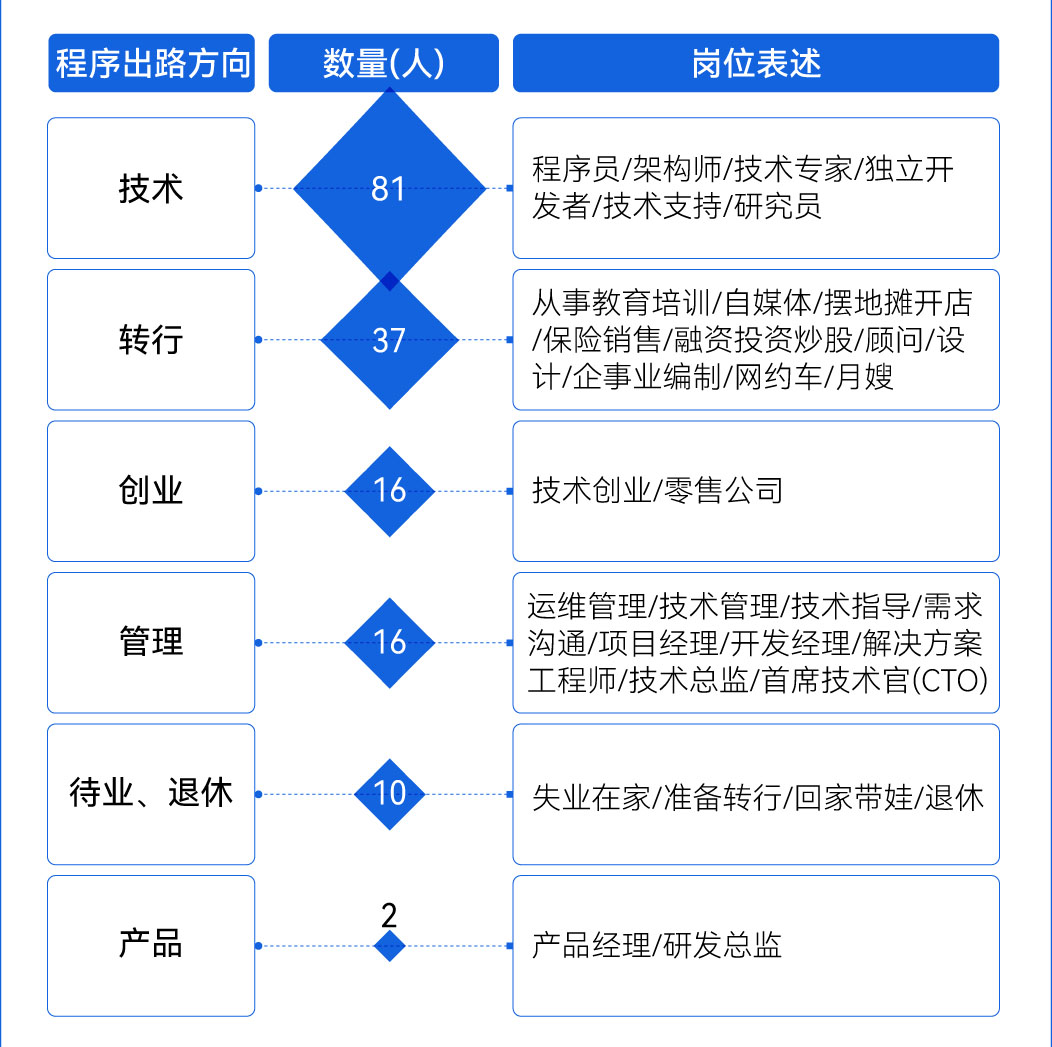 程序出路方向
数量(人)
岗位表述
技术
81
程序员/架构师/技术专家/独立开
发者/技术支持/研究员
转行
37
从事教育培训/自媒体/摆地摊开店
/保险销售/融资投资炒股/顾问/设
计/企事业编制/网约车/月嫂
创业
16
技术创业/零售公司
管理
16
运维管理/技术管理/技术指导/需求
沟通/项目经理/开发经理/解决方案
工程师/技术总监/首席技术官(CTO)
待业、退休
10
失业在家/准备转行/回家带娃/退休
产品
2
产品经理/研发总监